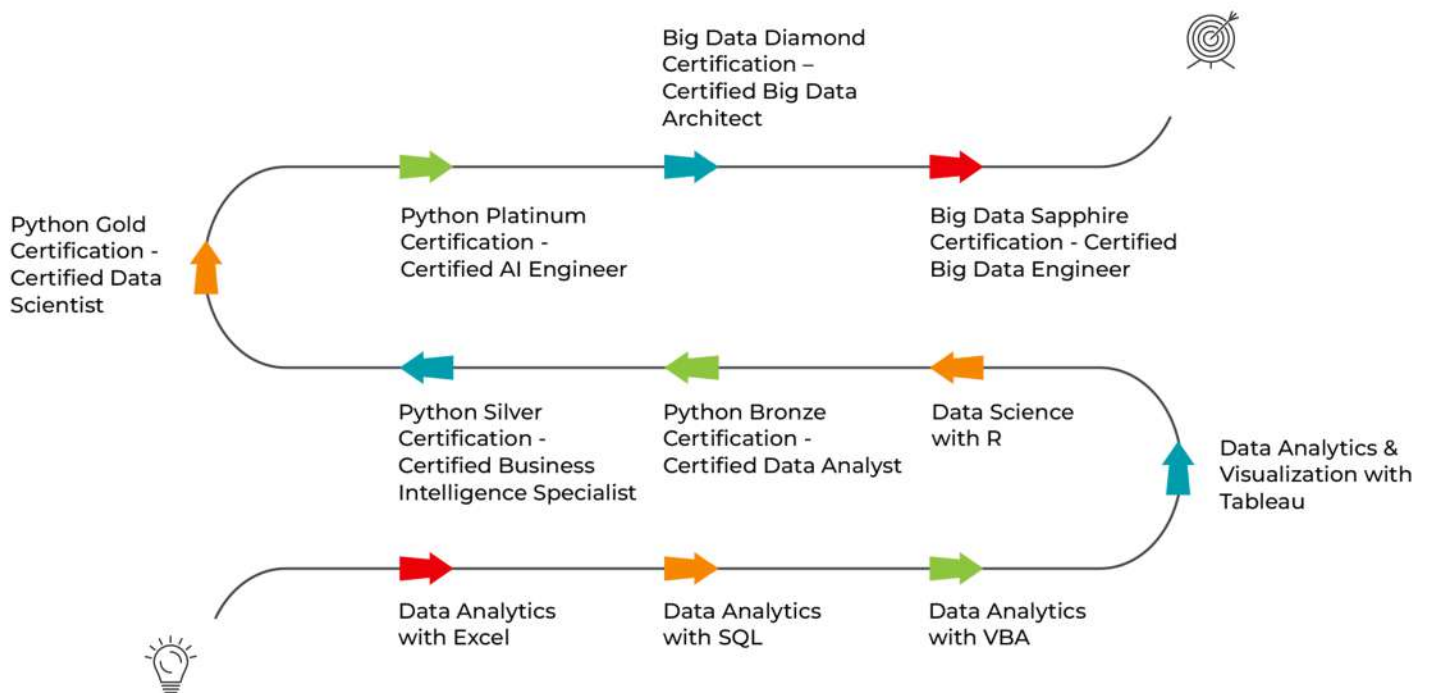 Big Data Diamond
Certification –
Certified Big Data
Architect
Python Gold
Certification -
Certified Data
Scientist
Python Platinum
Certification -
Certified AI Engineer
Big Data Sapphire
Certification - Certified
Big Data Engineer
Python Silver
Certification -
Certified Business
Intelligence Specialist
Python Bronze
Certification -
Certified Data Analyst
Data Science
with R
Data Analytics &
Visualization with
Tableau
Data Analytics
with Excel
Data Analytics
with SQL
Data Analytics
with VBA